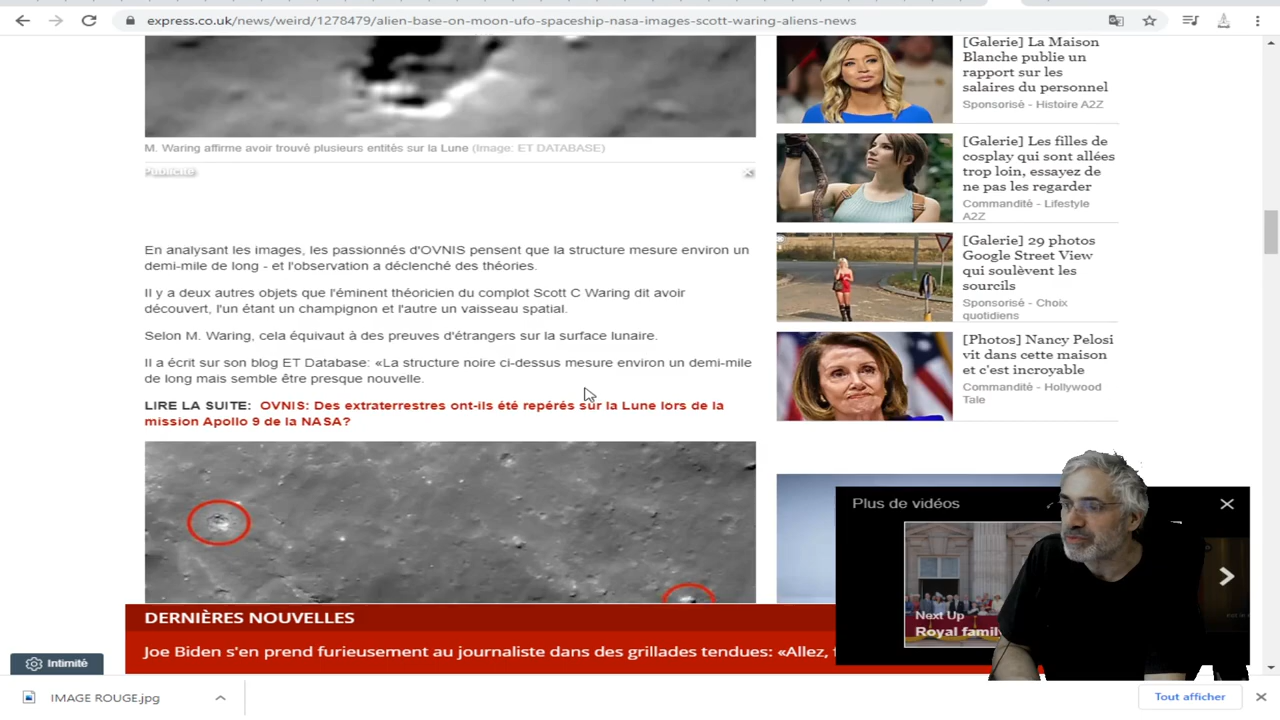 express.co.uk/news/weird/1278479/alien-base-on-moon-ufo-spaceship-nasa-images-scott-waring-aliens-news
M. Waring affirme avoir trouvé plusieurs entités sur la Lune (Image: ET DATABASE)
Publicité
En analysant les images, les passionnés d'OVNIS pensent que la structure mesure environ un
demi-mile de long - et l'observation a déclenché des théories.
Il y a deux autres objets que l'éminent théoricien du complot Scott C Waring dit avoir
découvert, l'un étant un champignon et l'autre un vaisseau spatial.
Selon M. Waring, cela équivaut à des preuves d'étrangers sur la surface lunaire.
Il a écrit sur son blog ET Database: «La structure noire ci-dessus mesure environ un demi-mile
de long mais semble être presque nouvelle.
LIRE LA SUITE: OVNIS: Des extraterrestres ont-ils été repérés sur la Lune lors de la
mission Apollo 9 de la NASA?
[Galerie] La Maison
Blanche publie un
rapport sur les
salaires du personnel
Sponsorisé - Histoire A2Z
[Galerie] Les filles de
cosplay qui sont allées
trop loin, essayez de
ne pas les regarder
Commandité - Lifestyle
A2Z
[Galerie] 29 photos
Google Street View
qui soulèvent les
sourcils
Sponsorisé - Choix
quotidiens
[Photos] Nancy Pelosi
vit dans cette maison
et c'est incroyable
Commandité - Hollywood
Tale
Plus de vidéos
Next Up
Royal famil
DERNIÈRES NOUVELLES
Joe Biden s'en prend furieusement au journaliste dans des grillades tendues: «Allez,
Intimité
IMAGE ROUGE.jpg
Tout afficher